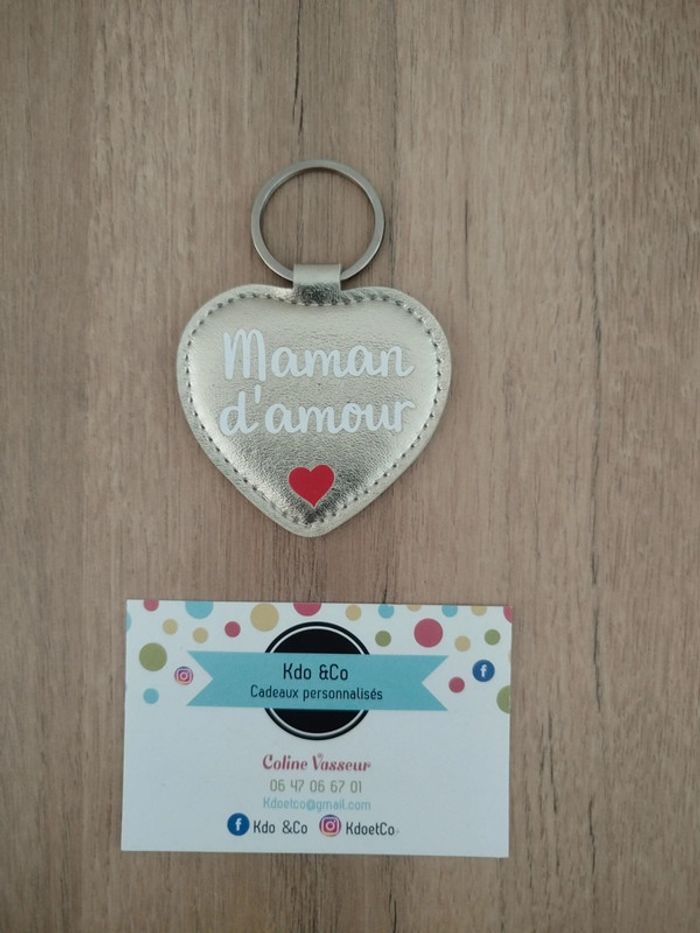 Maman
d'amour
Kdo &Co
Cadeaux personnalisés
Coline Vasseur
06 47 06 67 01
Kdoetco@gmail.com
Kdo &Co KdoetCo